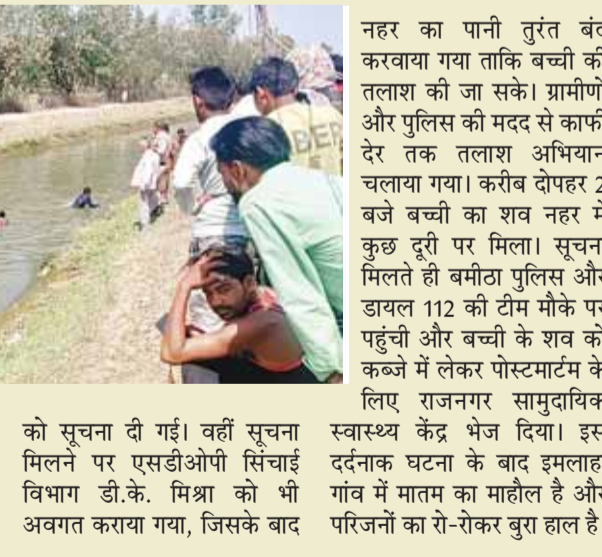 BER
को सूचना दी गई। वहीं सूचना
मिलने पर एसडीओपी सिंचाई
विभाग डी.के. मिश्रा को भी
अवगत कराया गया, जिसके बाद
नहर का पानी तुरंत बंद
करवाया गया ताकि बच्ची की
तलाश की जा सके। ग्रामीणों
और पुलिस की मदद से काफी
देर तक तलाश अभियान
चलाया गया। करीब दोपहर 2
बजे बच्ची का शव नहर में
कुछ दूरी पर मिला। सूचना
मिलते ही बमीठा पुलिस और
डायल 112 की टीम मौके पर
पहुंची और बच्ची के शव को
कब्जे में लेकर पोस्टमार्टम के
लिए राजनगर सामुदायिक
स्वास्थ्य केंद्र भेज दिया। इस
दर्दनाक घटना के बाद इमलाहा
गांव में मातम का माहौल है और
परिजनों का रो-रोकर बुरा हाल है